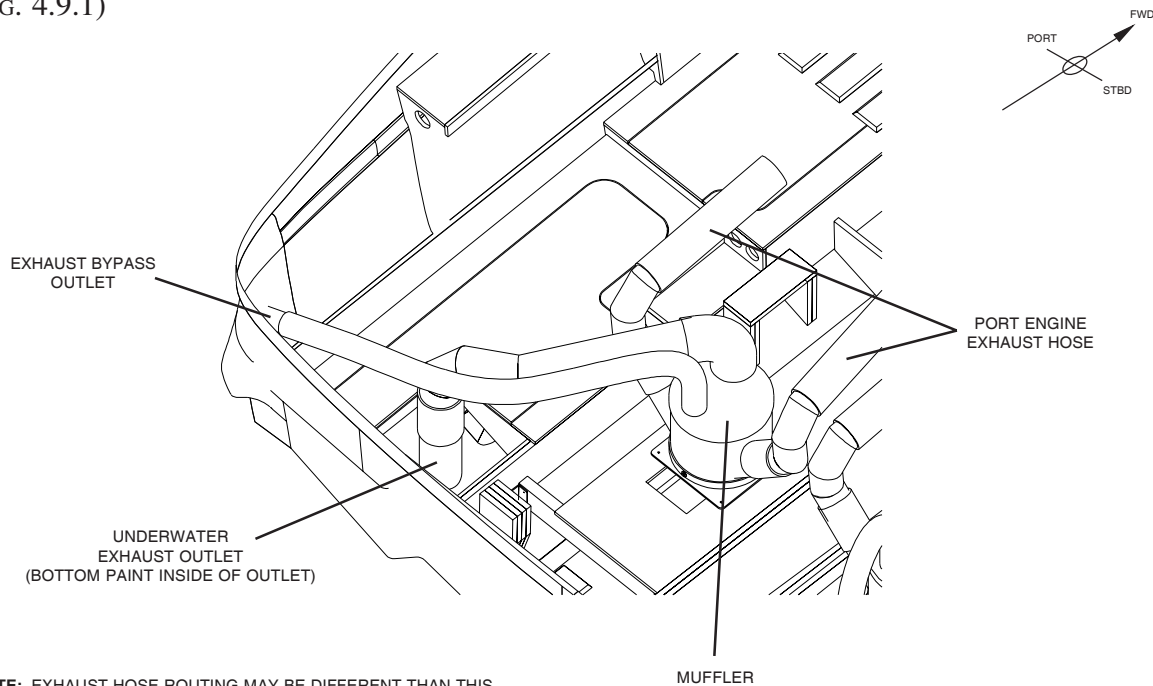 4.9.1)
FWD
PORT
STBD
EXHAUST BYPASS
OUTLET
PORT ENGINE
EXHAUST HOSE
UNDERWATER
EXHAUST OUTLET
(BOTTOM PAINT INSIDE OF OUTLET)
MUFFLER
EXHAUST HOSE ROUTING MAY BE DIFFERENT THAN THIS